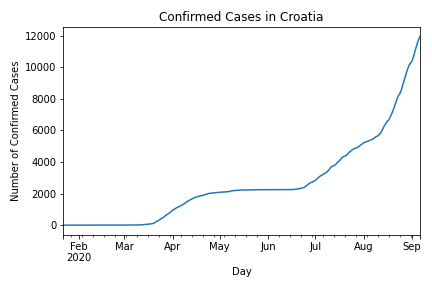 Confirmed Cases in Croatia
Number of Confirmed Cases
12000
10000
8000
6000
4000
2000
0
Feb Mar Apr May Jun Jul Aug Sep
2020
Day